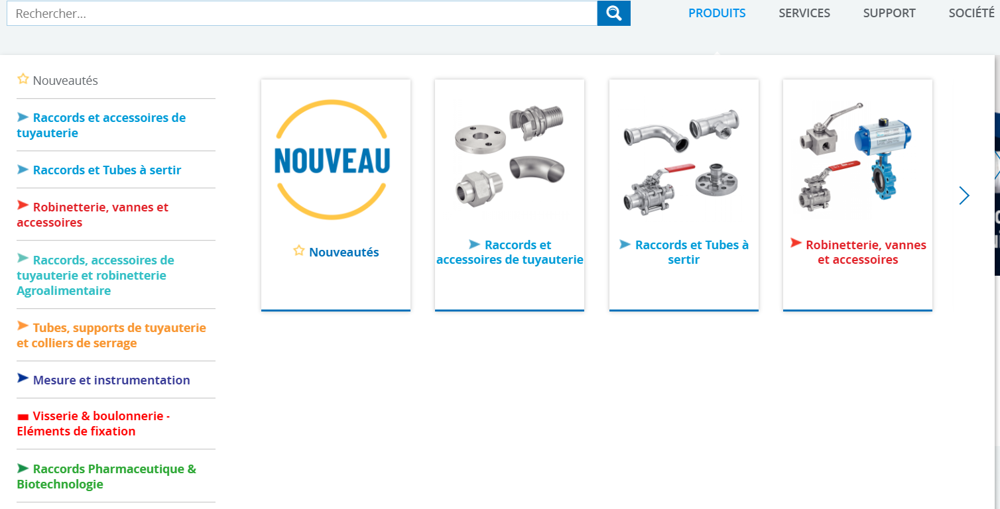 Rechercher...
PRODUITS
SERVICES
SUPPORT
SOCIÉTÉ
Nouveautés
Raccords et accessoires de
tuyauterie
Raccords et Tubes à sertir
Robinetterie, vannes et
accessoires
Raccords, accessoires de
tuyauterie et robinetterie
Agroalimentaire
Tubes, supports de tuyauterie
et colliers de serrage
Mesure et instrumentation
Visserie & boulonnerie -
Eléments de fixation
Raccords Pharmaceutique &
Biotechnologie
NOUVEAU
Nouveautés
Raccords et
accessoires de tuyauterie
Raccords et Tubes à
sertir
Robinetterie, vannes
et accessoires